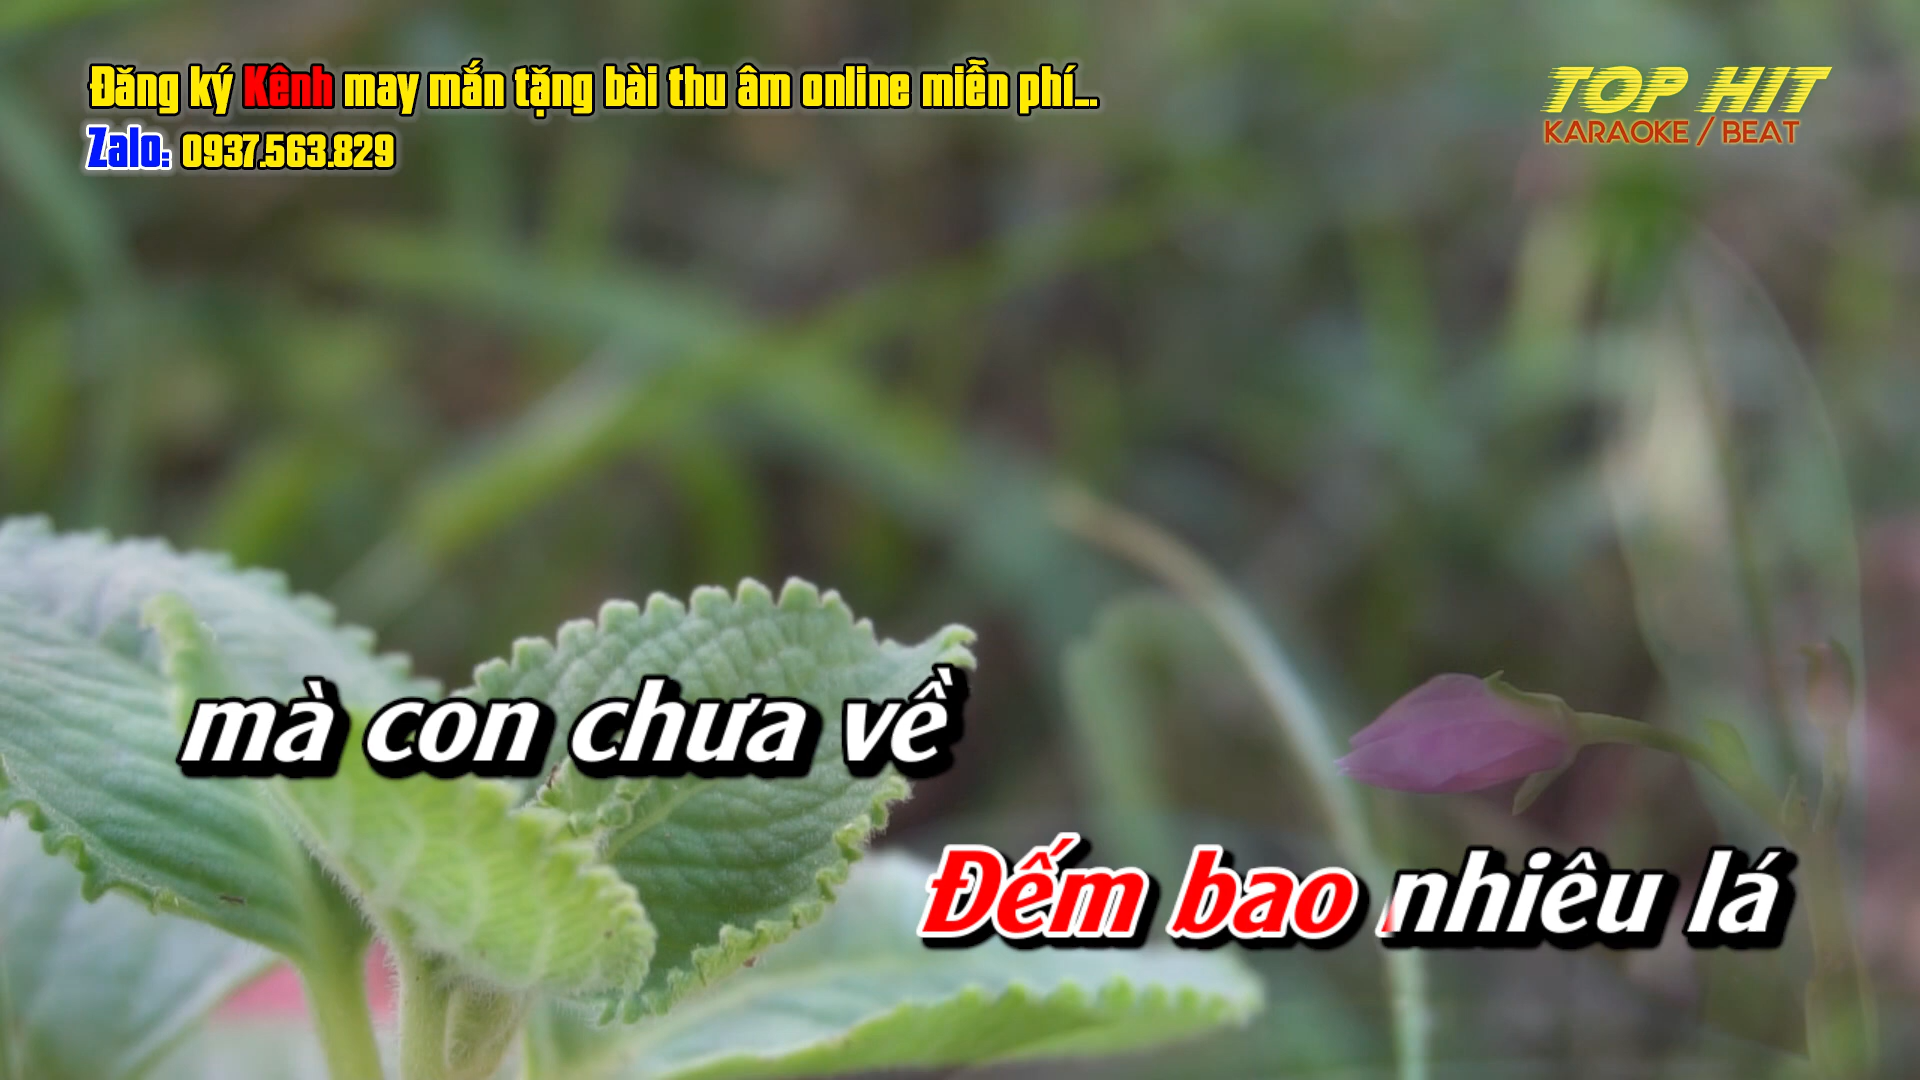 Đăng ký Kênh may mắn tặng bài thu âm online miễn phí...
Zalo: 0937.563.829
TOP HIT
KARAOKE / BEAT
mà con chưa về
Đếm bao nhiêu lá